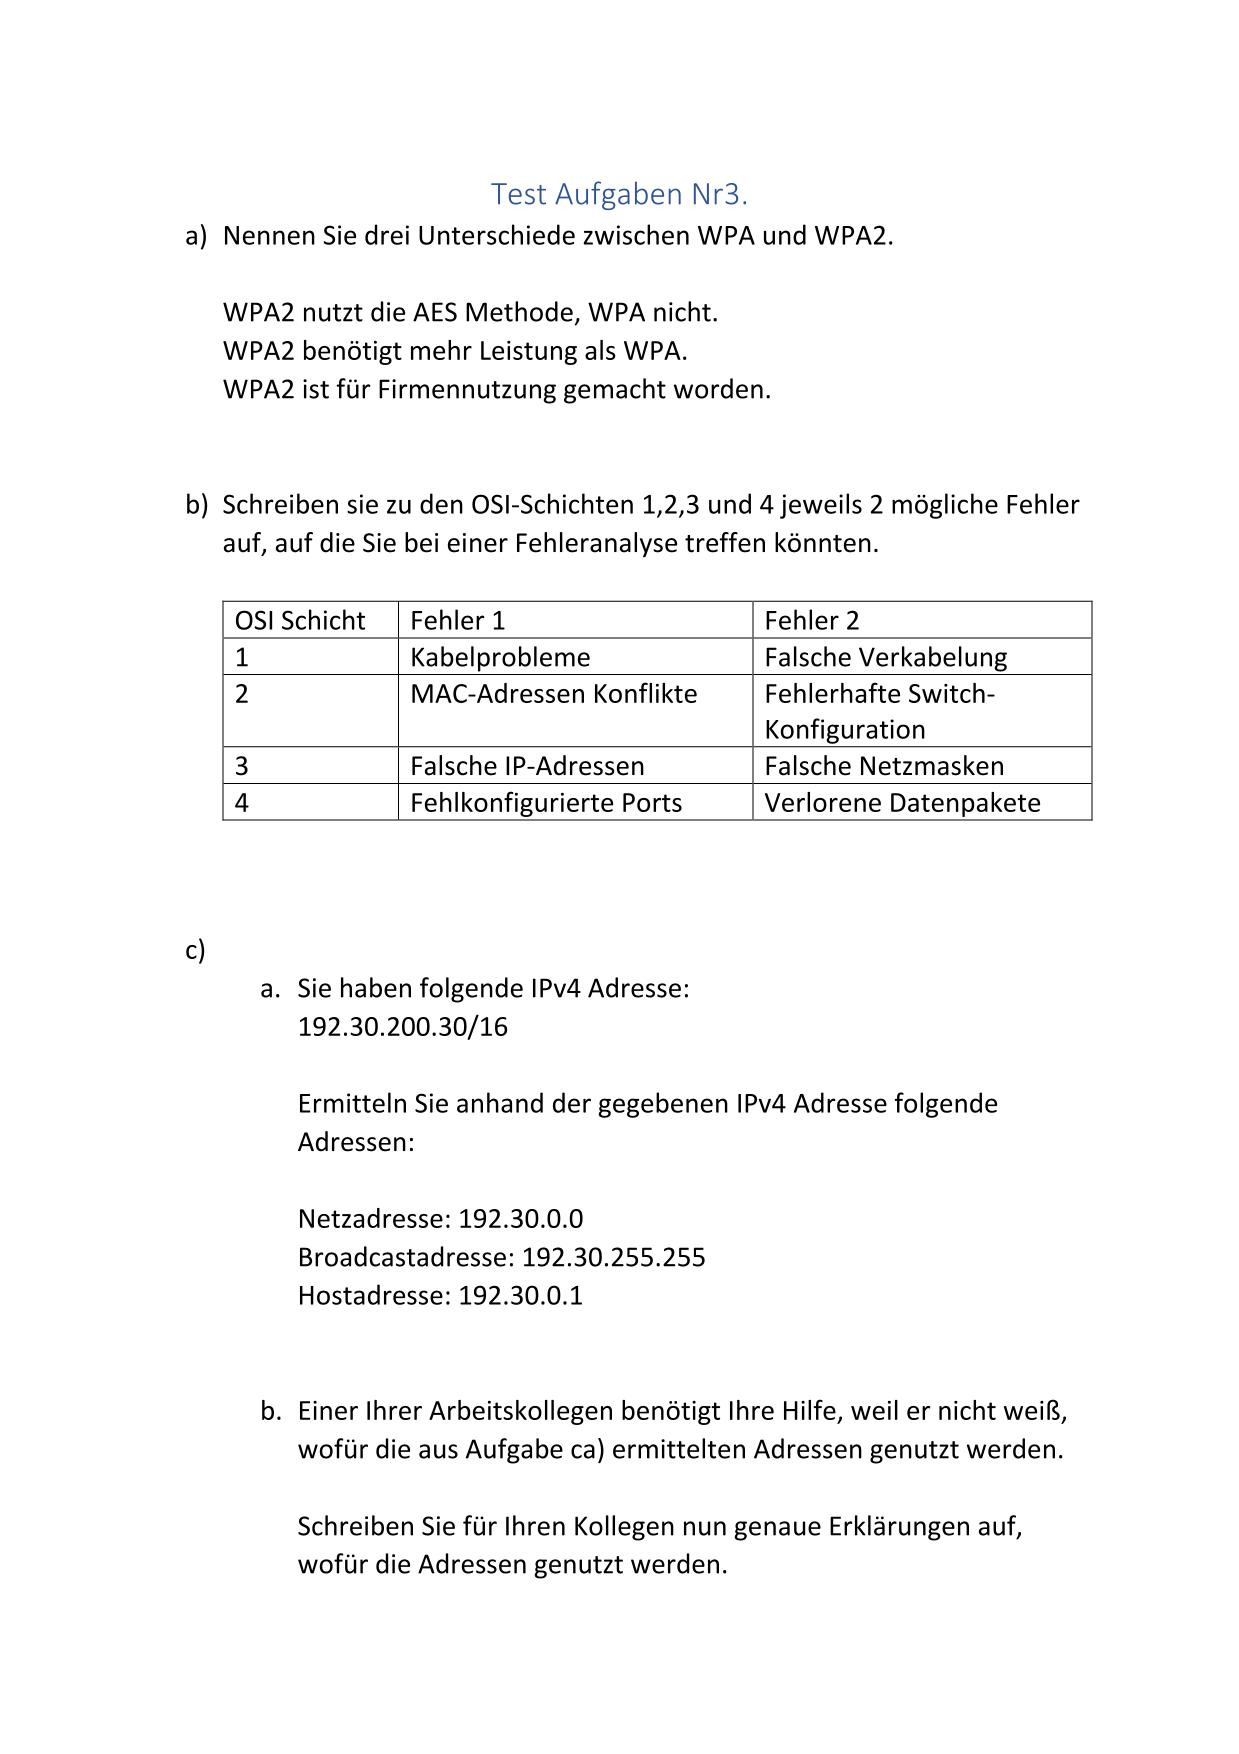 Test Aufgaben Nr3.
a) Nennen Sie drei Unterschiede zwischen WPA und WPA2.
WPA2 nutzt die AES Methode, WPA nicht.
WPA2 benötigt mehr Leistung als WPA.
WPA2 ist für Firmennutzung gemacht worden.
b) Schreiben sie zu den OSI-Schichten 1,2,3 und 4 jeweils 2 mögliche Fehler
auf, auf die Sie bei einer Fehleranalyse treffen könnten.
OSI Schicht Fehler 1 Fehler 2
1 Kabelprobleme Falsche Verkabelung
2 MAC-Adressen Konflikte Fehlerhafte Switch-
Konfiguration
3 Falsche IP-Adressen Falsche Netzmasken
4 Fehlkonfigurierte Ports Verlorene Datenpakete
c)
a. Sie haben folgende IPv4 Adresse:
192.30.200.30/16
Ermitteln Sie anhand der gegebenen IPv4 Adresse folgende
Adressen:
Netzadresse: 192.30.0.0
Broadcastadresse: 192.30.255.255
Hostadresse: 192.30.0.1
b. Einer Ihrer Arbeitskollegen benötigt Ihre Hilfe, weil er nicht weiß,
wofür die aus Aufgabe ca) ermittelten Adressen genutzt werden.
Schreiben Sie für Ihren Kollegen nun genaue Erklärungen auf,
wofür die Adressen genutzt werden.